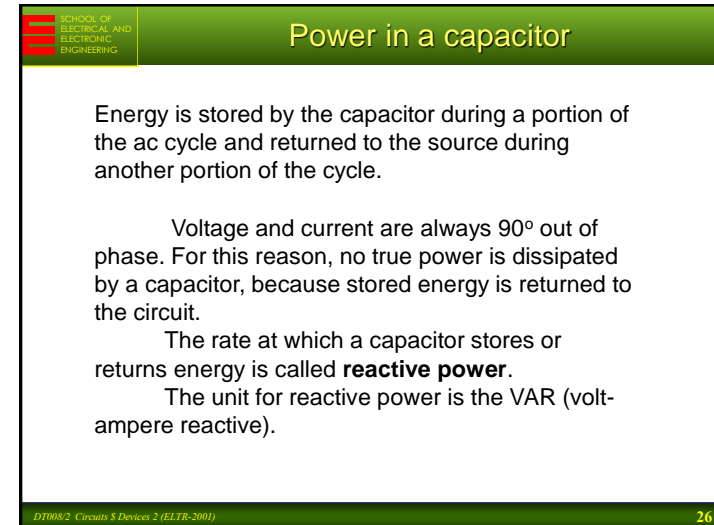 SCHOOL OF
ELECTRICAL AND
ELECTRONIC
ENGINEERING
Power in a capacitor
Energy is stored by the capacitor during a portion of
the ac cycle and returned to the source during
another portion of the cycle.
Voltage and current are always 90o out of
phase. For this reason, no true power is dissipated
by a capacitor, because stored energy is returned to
the circuit.
The rate at which a capacitor stores or
returns energy is called reactive power.
The unit for reactive power is the VAR (volt-
ampere reactive).
DT008/2 Circuits $ Devices 2 (ELTR-2001)
26